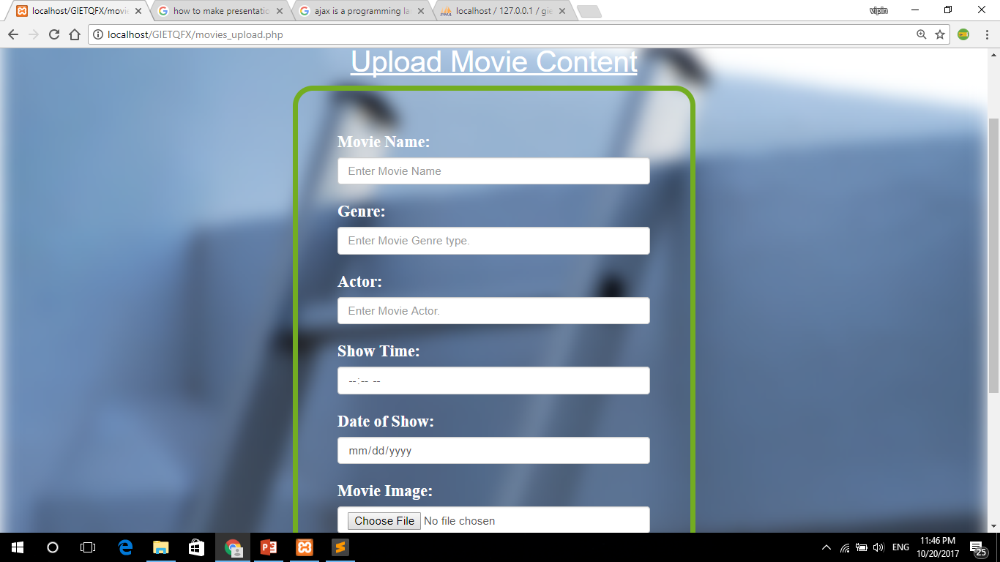 localhost/GIETQFX/movie
how to make presentatio
ajax is a programming la
localhost / 127.0.0.1 / gie
vipin
localhost/GIETQFX/movies_upload.php
Upload Movie Content
Movie Name:
Enter Movie Name
Genre:
Enter Movie Genre type.
Actor:
Enter Movie Actor.
Show Time:
--:-- --
Date of Show:
mm/dd/yyyy
Movie Image:
Choose File No file chosen
ENG
11:46 PM
10/20/2017
25